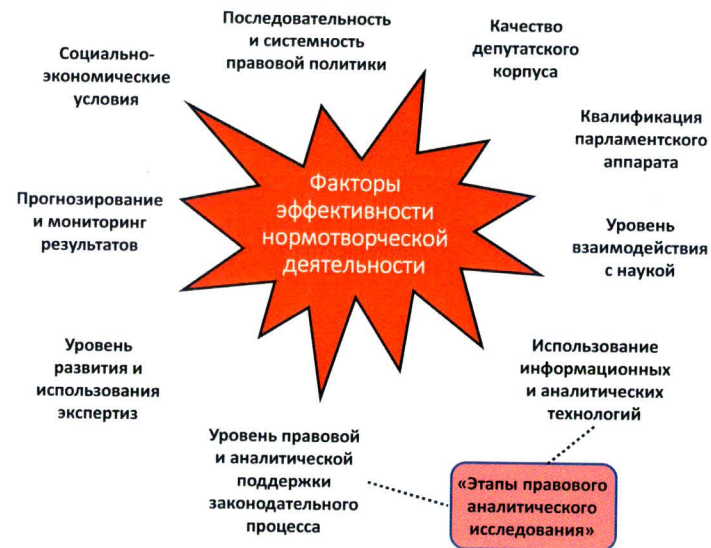 Последовательность
и системность
правовой политики
Качество
депутатского
корпуса
Социально-
экономические
условия
Квалификация
парламентского
аппарата
Факторы
эффективности
нормотворческой
деятельности
Прогнозирование
и мониторинг
результатов
Уровень
взаимодействия
с наукой
Уровень
развития и
использования
экспертиз
Использование
информационных
и аналитических
технологий
Уровень правовой
и аналитической
поддержки
законодательного
процесса
«Этапы правового
аналитического
исследования»